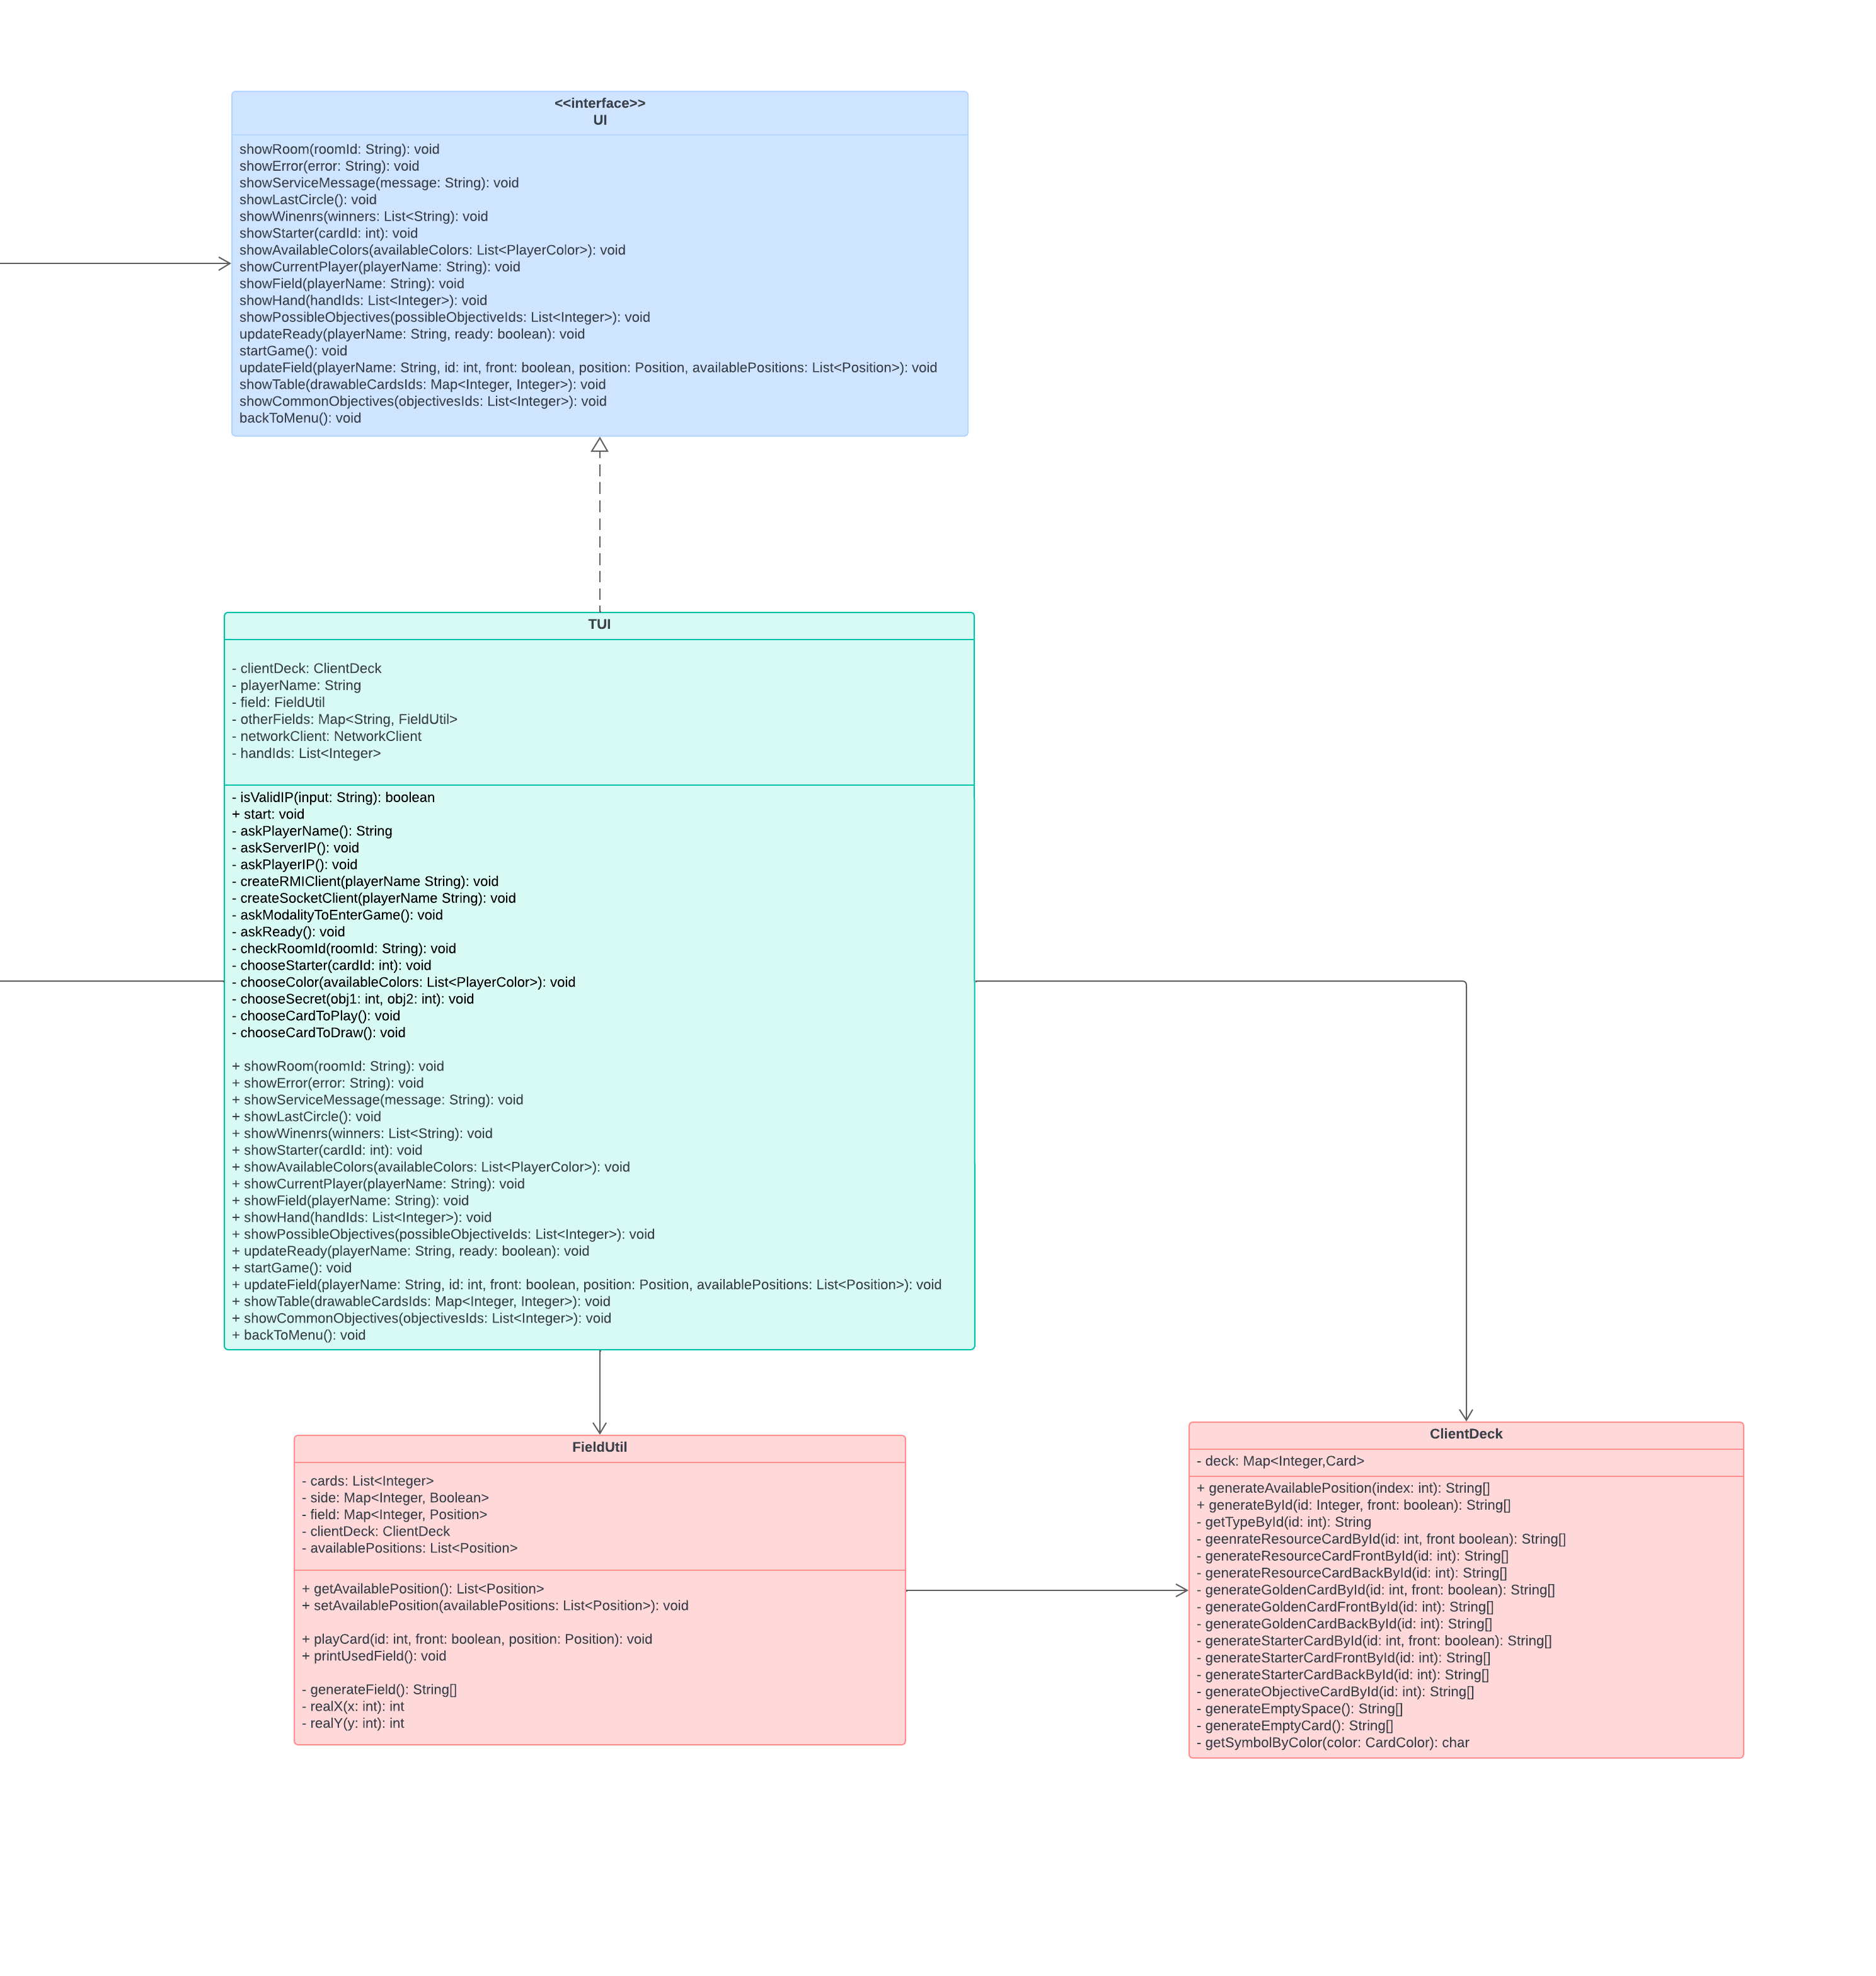 <<interface>>
UI
showRoom(roomId: String): void
showError(error: String): void
showServiceMessage(message: String): void
showLastCircle(): void
showWinenrs(winners: List<String): void
showStarter(cardId: int): void
showAvailableColors(availableColors: List<PlayerColor>): void
showCurrentPlayer(playerName: String): void
showField(playerName: String): void
showHand(handIds: List<Integer>): void
showPossibleObjectives(possibleObjectiveIds: List<Integer>): void
updateReady(playerName: String, ready: boolean): void
startGame(): void
updateField(playerName: String, id: int, front: boolean, position: Position, availablePositions: List<Position>): void
showTable(drawableCardsIds: Map<Integer, Integer>): void
showCommonObjectives(objectivesIds: List<Integer>): void
backToMenu(): void
TUI
- clientDeck: ClientDeck
- playerName: String
- field: FieldUtil
- otherFields: Map<String, FieldUtil>
- networkClient: NetworkClient
- handIds: List<Integer>
- isValidIP(input: String): boolean
+ start: void
- askPlayerName(): String
- askServerIP(): void
- askPlayerIP(): void
- createRMIClient(playerName String): void
- createSocketClient(playerName String): void
- askModalityToEnterGame(): void
- askReady(): void
- checkRoomId(roomId: String): void
- chooseStarter(cardId: int): void
- chooseColor(availableColors: List<PlayerColor>): void
- chooseSecret(obj1: int, obj2: int): void
- chooseCardToPlay(): void
- chooseCardToDraw(): void
+ showRoom(roomId: String): void
+ showError(error: String): void
+ showServiceMessage(message: String): void
+ showLastCircle(): void
+ showWinenrs(winners: List<String): void
+ showStarter(cardId: int): void
+ showAvailableColors(availableColors: List<PlayerColor>): void
+ showCurrentPlayer(playerName: String): void
+ showField(playerName: String): void
+ showHand(handIds: List<Integer>): void
+ showPossibleObjectives(possibleObjectiveIds: List<Integer>): void
+ updateReady(playerName: String, ready: boolean): void
+ startGame(): void
+ updateField(playerName: String, id: int, front: boolean, position: Position, availablePositions: List<Position>): void
+ showTable(drawableCardsIds: Map<Integer, Integer>): void
+ showCommonObjectives(objectivesIds: List<Integer>): void
+ backToMenu(): void
FieldUtil
- cards: List<Integer>
- side: Map<Integer, Boolean>
- field: Map<Integer, Position>
- clientDeck: ClientDeck
- availablePositions: List<Position>
+ getAvailablePosition(): List<Position>
+ setAvailablePosition(availablePositions: List<Position>): void
+ playCard(id: int, front: boolean, position: Position): void
+ printUsedField(): void
- generateField(): String[]
- realX(x: int): int
- realY(y: int): int
ClientDeck
- deck: Map<Integer,Card>
+ generateAvailablePosition(index: int): String[]
+ generateById(id: Integer, front: boolean): String[]
- getTypeById(id: int): String
- geenrateResourceCardById(id: int, front boolean): String[]
- generateResourceCardFrontById(id: int): String[]
- generateResourceCardBackById(id: int): String[]
- generateGoldenCardById(id: int, front: boolean): String[]
- generateGoldenCardFrontById(id: int): String[]
- generateGoldenCardBackById(id: int): String[]
- generateStarterCardById(id: int, front: boolean): String[]
- generateStarterCardFrontById(id: int): String[]
- generateStarterCardBackById(id: int): String[]
- generateObjectiveCardById(id: int): String[]
- generateEmptySpace(): String[]
- generateEmptyCard(): String[]
- getSymbolByColor(color: CardColor): char